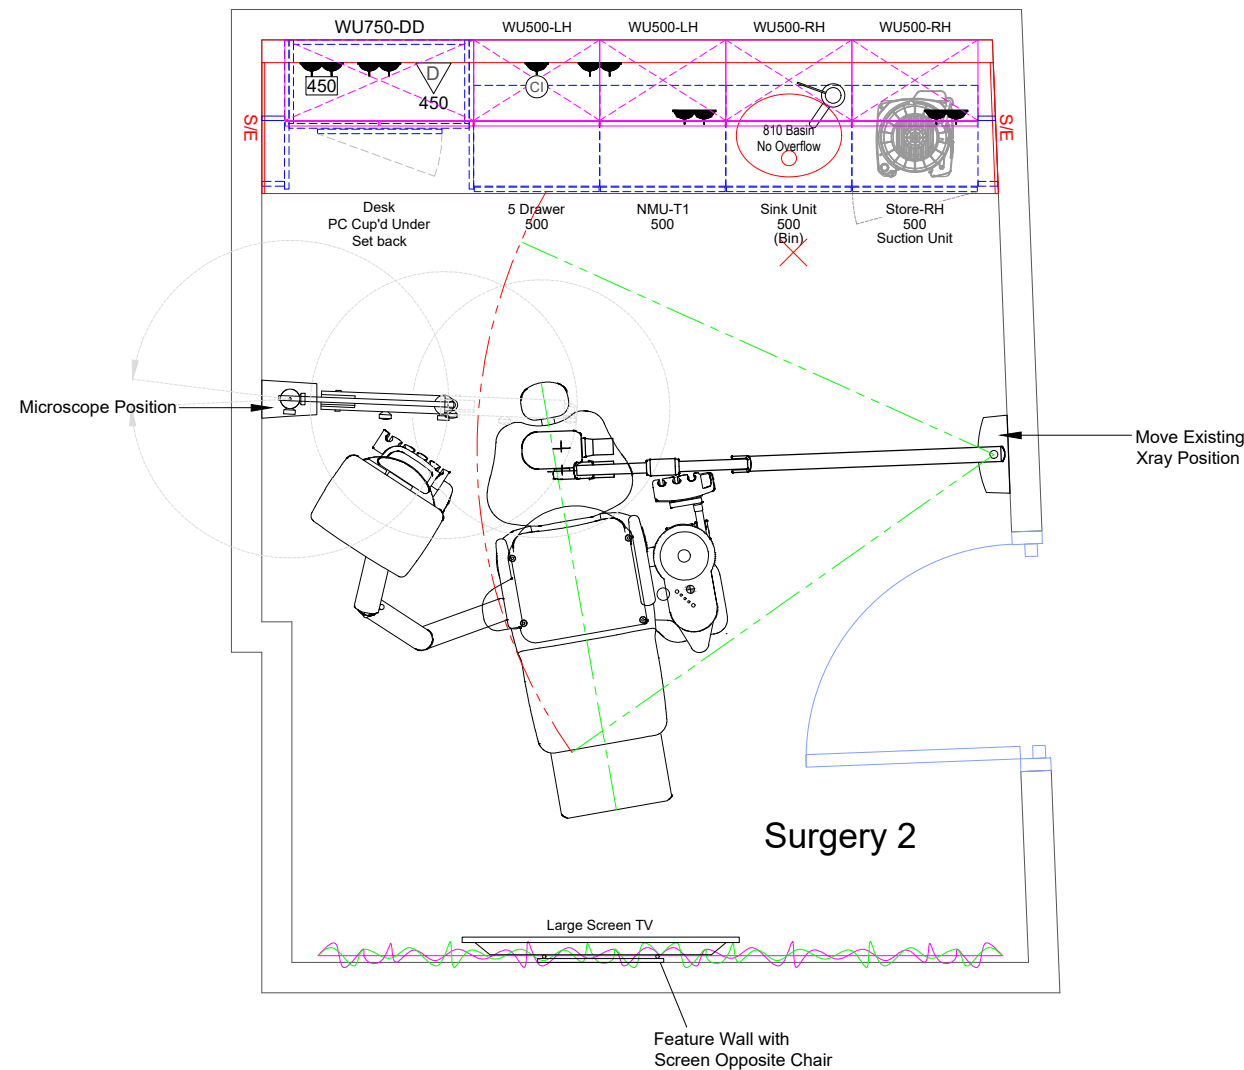 WU750-DD
WU500-LH
WU500-LH
WU500-RH
WU500-RH
450
D
450
CI
S/E
S/E
810 Basin
No Overflow
Desk
PC Cup'd Under
Set back
5 Drawer
500
NMU-T1
500
Sink Unit
500
(Bin)
Store-RH
500
Suction Unit
Microscope Position
Move Existing
Xray Position
Surgery 2
Large Screen TV
Feature Wall with
Screen Opposite Chair